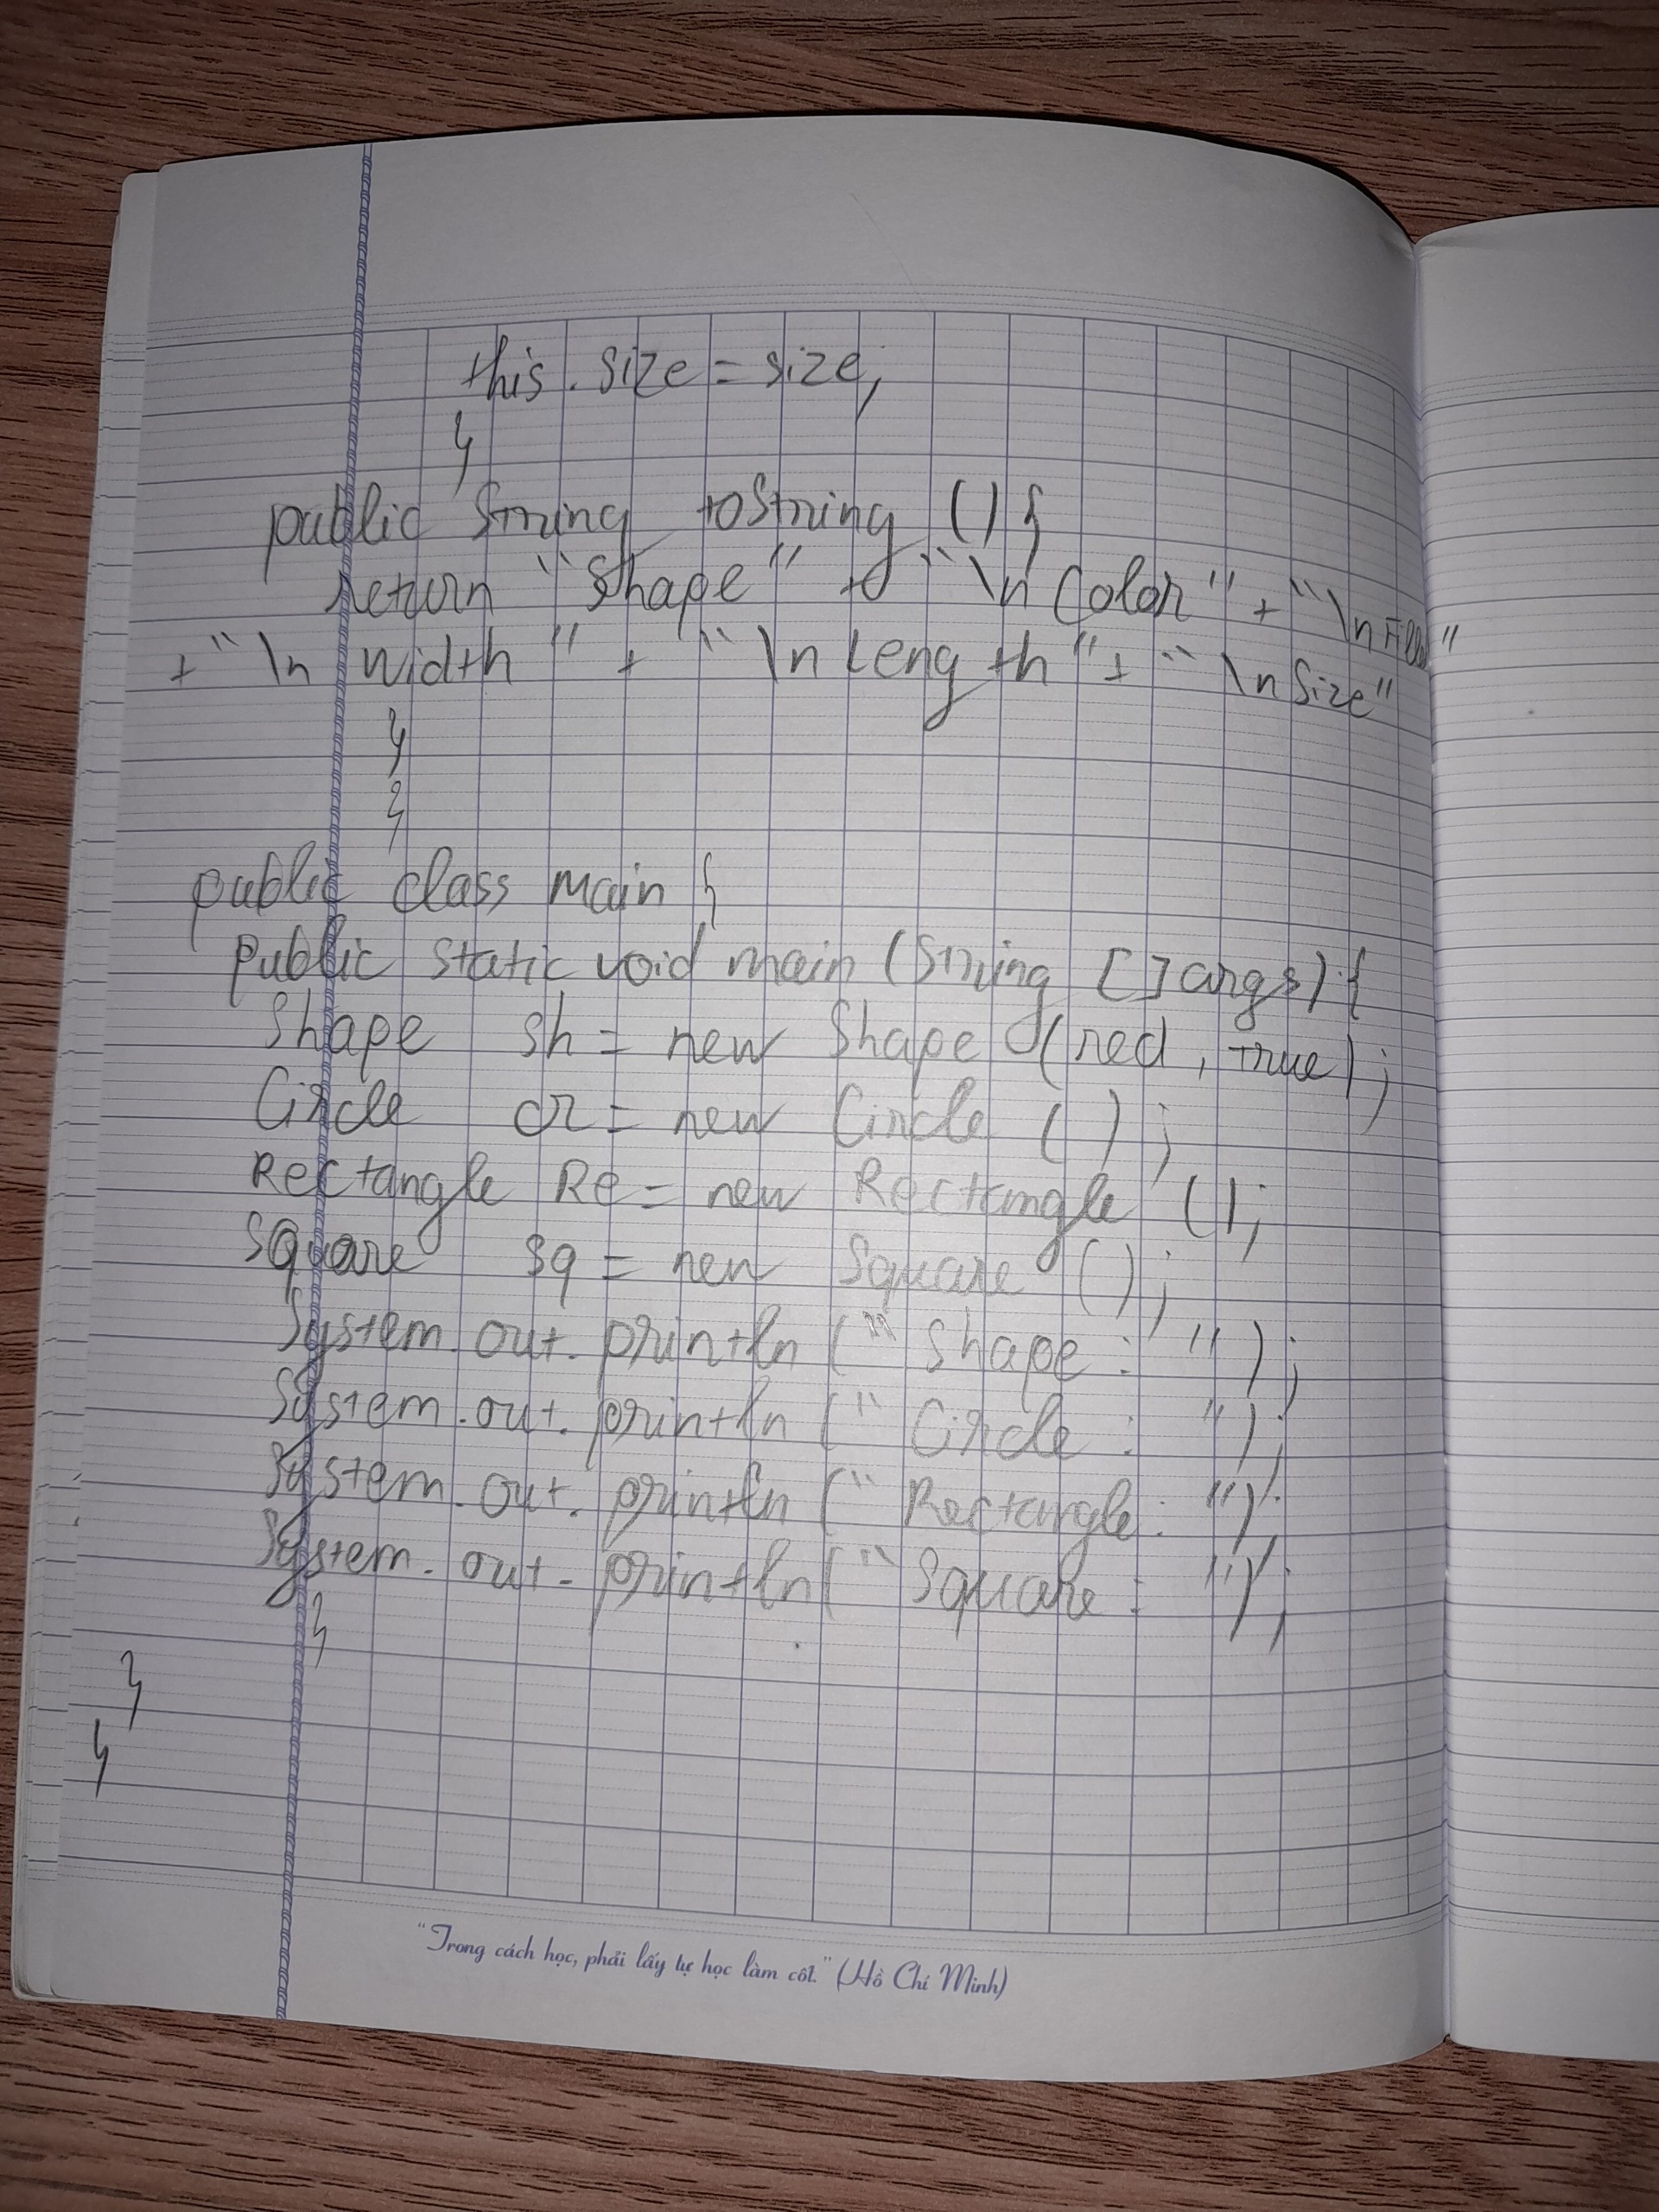 this.size = size;
}
public String toString () {
return "Shape" + "\n Color" + "\n Filled"
+ "\n width" + "\n Length" + "\n Size"
}
}
public class main {
public static void main (String [] args) {
Shape sh = new Shape (red, true);
Circle cr = new Circle ( );
Rectangle Re = new Rectangle ();
Square sq = new Square ();
System.out.println ("Shape : ");
System.out.println ("Circle : ");
System.out.println ("Rectangle : ");
System.out.println ("Square : ");
}
}
}
"Trong cách học, phải lấy tự học làm cốt." (Hồ Chí Minh)